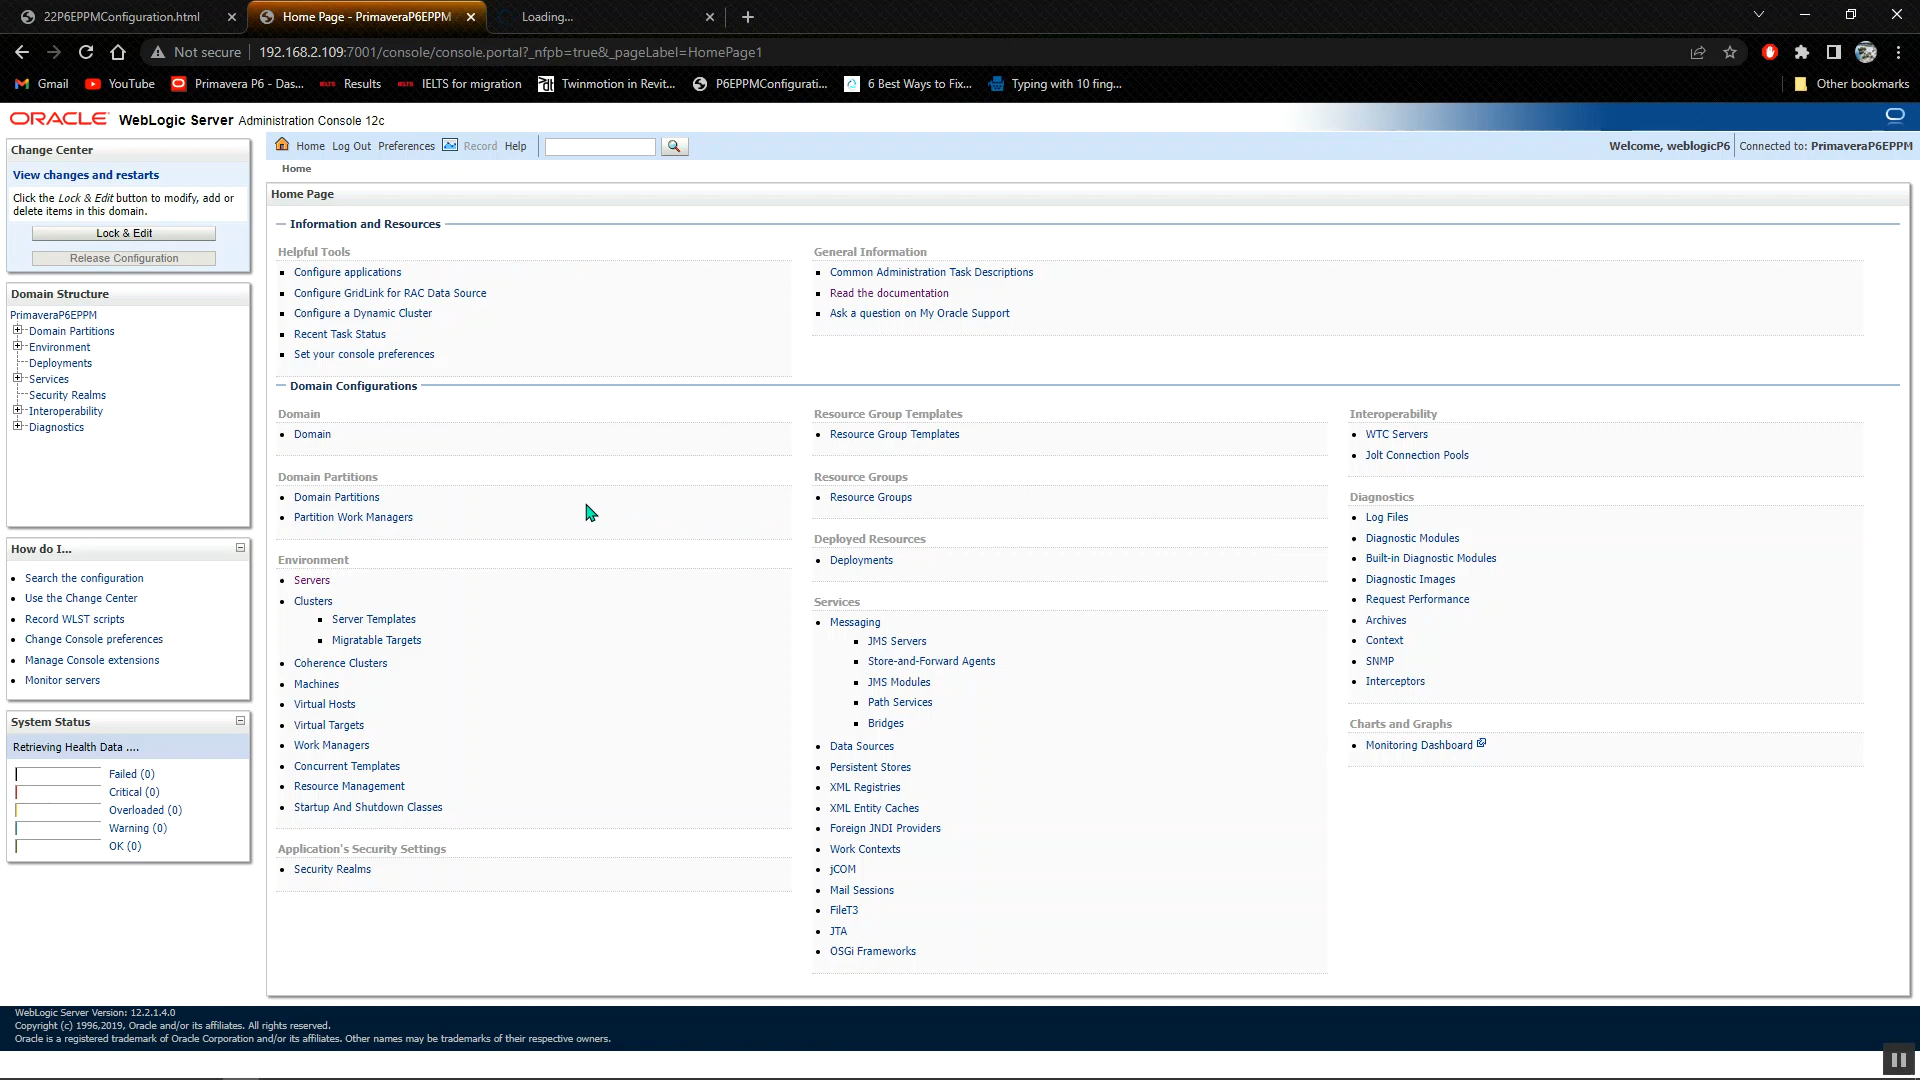 22P6EPPMConfiguration.html
Home Page - PrimaveraP6EPPM
Loading...
Not secure
192.168.2.109:7001/console/console.portal?_nfpb=true&_pageLabel=HomePage1
Gmail
YouTube
Primavera P6 - Das...
Results
IELTS for migration
Twinmotion in Revit...
P6EPPMConfigurati...
6 Best Ways to Fix...
Typing with 10 fing...
Other bookmarks
ORACLE WebLogic Server Administration Console 12c
Change Center
View changes and restarts
Click the Lock & Edit button to modify, add or
delete items in this domain.
Lock & Edit
Release Configuration
Domain Structure
PrimaveraP6EPPM
Domain Partitions
Environment
Deployments
Services
Security Realms
Interoperability
Diagnostics
How do I...
Search the configuration
Use the Change Center
Record WLST scripts
Change Console preferences
Manage Console extensions
Monitor servers
System Status
Retrieving Health Data ....
Failed (0)
Critical (0)
Overloaded (0)
Warning (0)
OK (0)
Home Log Out Preferences Record Help
Welcome, weblogicP6
Connected to: PrimaveraP6EPPM
Home
Home Page
Information and Resources
Helpful Tools
Configure applications
Configure GridLink for RAC Data Source
Configure a Dynamic Cluster
Recent Task Status
Set your console preferences
General Information
Common Administration Task Descriptions
Read the documentation
Ask a question on My Oracle Support
Domain Configurations
Domain
Domain
Domain Partitions
Domain Partitions
Partition Work Managers
Environment
Servers
Clusters
Server Templates
Migratable Targets
Coherence Clusters
Machines
Virtual Hosts
Virtual Targets
Work Managers
Concurrent Templates
Resource Management
Startup And Shutdown Classes
Application's Security Settings
Security Realms
Resource Group Templates
Resource Group Templates
Resource Groups
Resource Groups
Deployed Resources
Deployments
Services
Messaging
JMS Servers
Store-and-Forward Agents
JMS Modules
Path Services
Bridges
Data Sources
Persistent Stores
XML Registries
XML Entity Caches
Foreign JNDI Providers
Work Contexts
jCOM
Mail Sessions
FileT3
JTA
OSGi Frameworks
Interoperability
WTC Servers
Jolt Connection Pools
Diagnostics
Log Files
Diagnostic Modules
Built-in Diagnostic Modules
Diagnostic Images
Request Performance
Archives
Context
SNMP
Interceptors
Charts and Graphs
Monitoring Dashboard
WebLogic Server Version: 12.2.1.4.0
Copyright (c) 1996,2019, Oracle and/or its affiliates. All rights reserved.
Oracle is a registered trademark of Oracle Corporation and/or its affiliates. Other names may be trademarks of their respective owners.